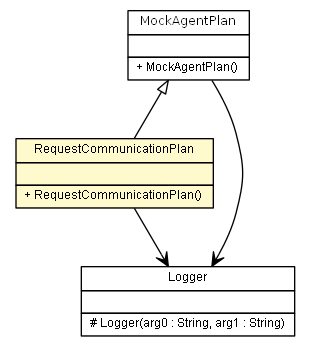 MockAgentPlan
+ MockAgentPlan()
RequestCommunicationPlan
+ RequestCommunicationPlan()
Logger
# Logger(arg0 : String, arg1 : String)